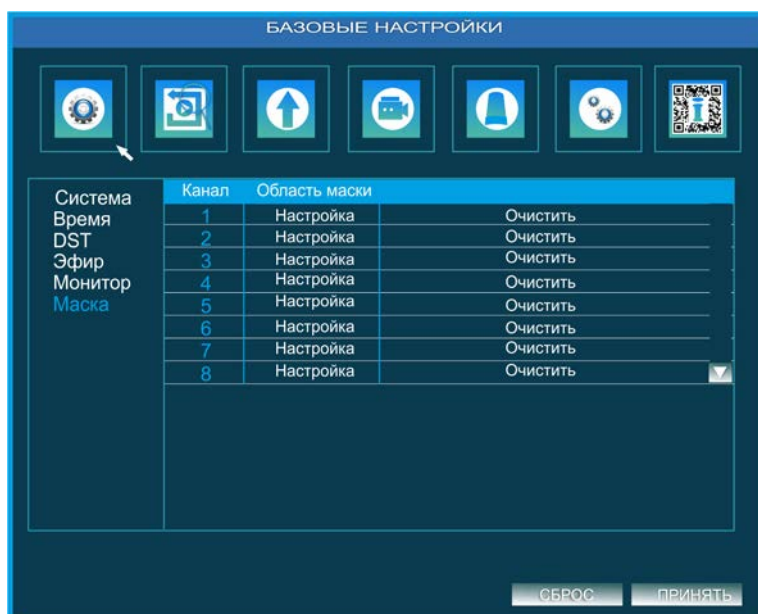 БАЗОВЫЕ НАСТРОЙКИ
Система
Время
DST
Эфир
Монитор
Маска
Канал Область маски
1 Настройка Очистить
2 Настройка Очистить
3 Настройка Очистить
4 Настройка Очистить
5 Настройка Очистить
6 Настройка Очистить
7 Настройка Очистить
8 Настройка Очистить
СБРОС ПРИНЯТЬ